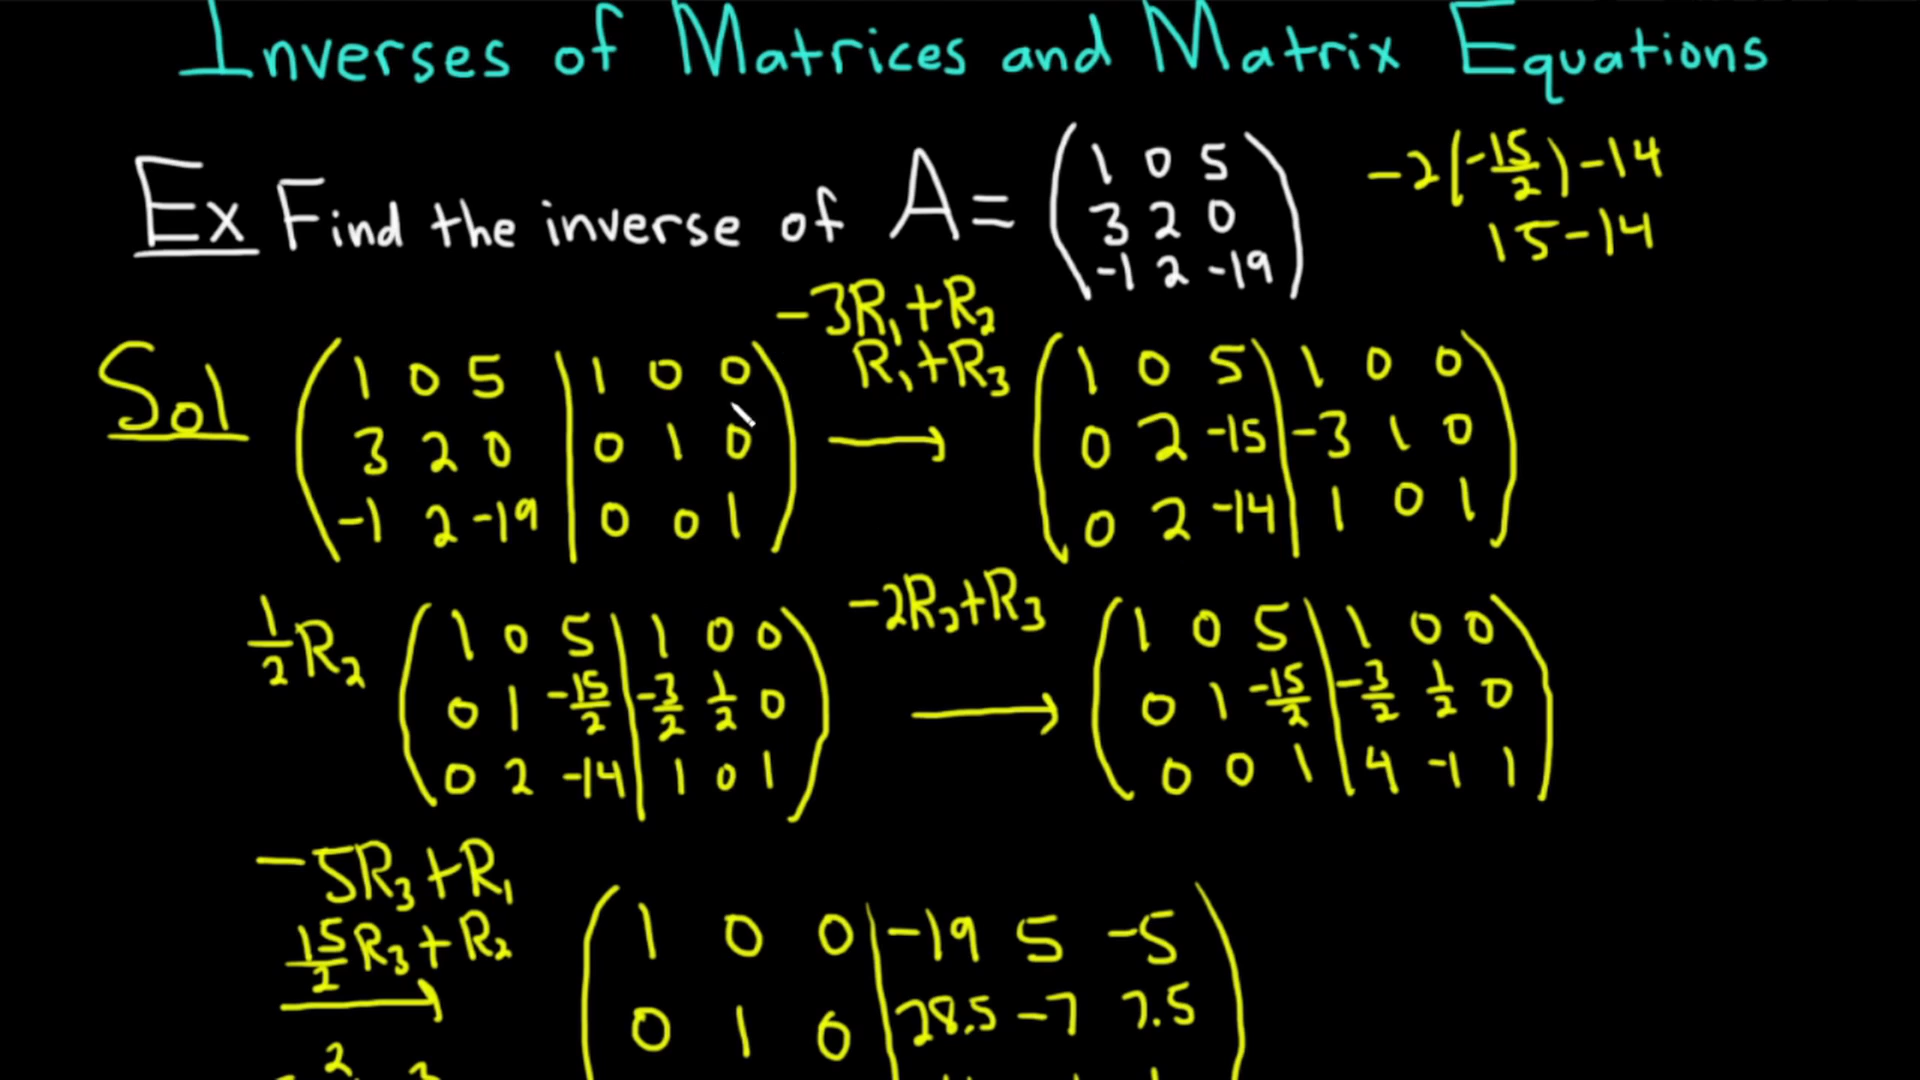 Inverses of Matrices and Matrix Equations
Ex Find the inverse of A =
1 0 5
3 2 0
-1 2 -19
-2(-15/2) -14
15-14
Sol
1 0 5 | 1 0 0
3 2 0 | 0 1 0
-1 2 -19 | 0 0 1
-3R₁+R₂
R₁+R₃
→
1 0 5 | 1 0 0
0 2 -15 | -3 1 0
0 2 -14 | 1 0 1
1/2 R₂
1 0 5 | 1 0 0
0 1 -15/2 | -3/2 1/2 0
0 2 -14 | 1 0 1
-2R₂+R₃
→
1 0 5 | 1 0 0
0 1 -15/2 | -3/2 1/2 0
0 0 1 | 4 -1 1
-5R₃+R₁
15/2 R₃+R₂
→
1 0 0 | -19 5 -5
0 1 0 | 28.5 -7 7.5